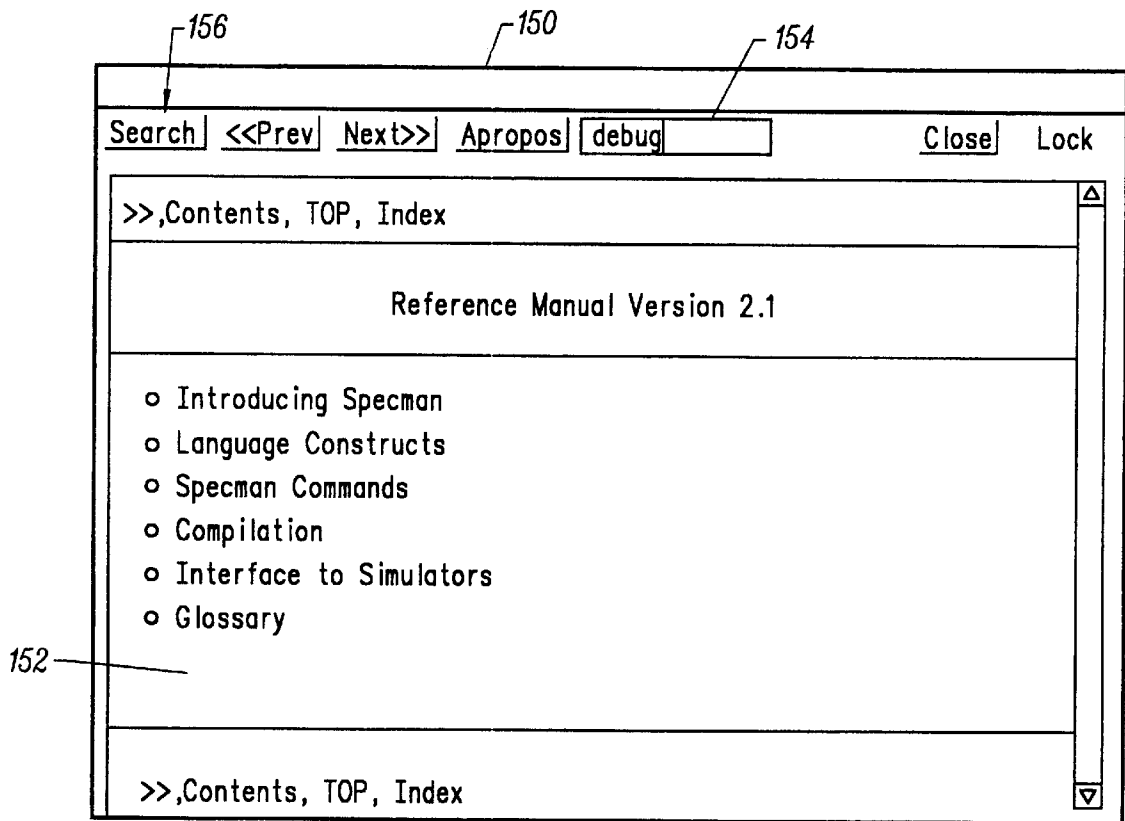 156 150 154
Search <<Prev Next>> Apropos debug Close Lock
>>,Contents, TOP, Index
Reference Manual Version 2.1
o Introducing Specman
o Language Constructs
o Specman Commands
o Compilation
o Interface to Simulators
o Glossary
152
>>,Contents, TOP, Index